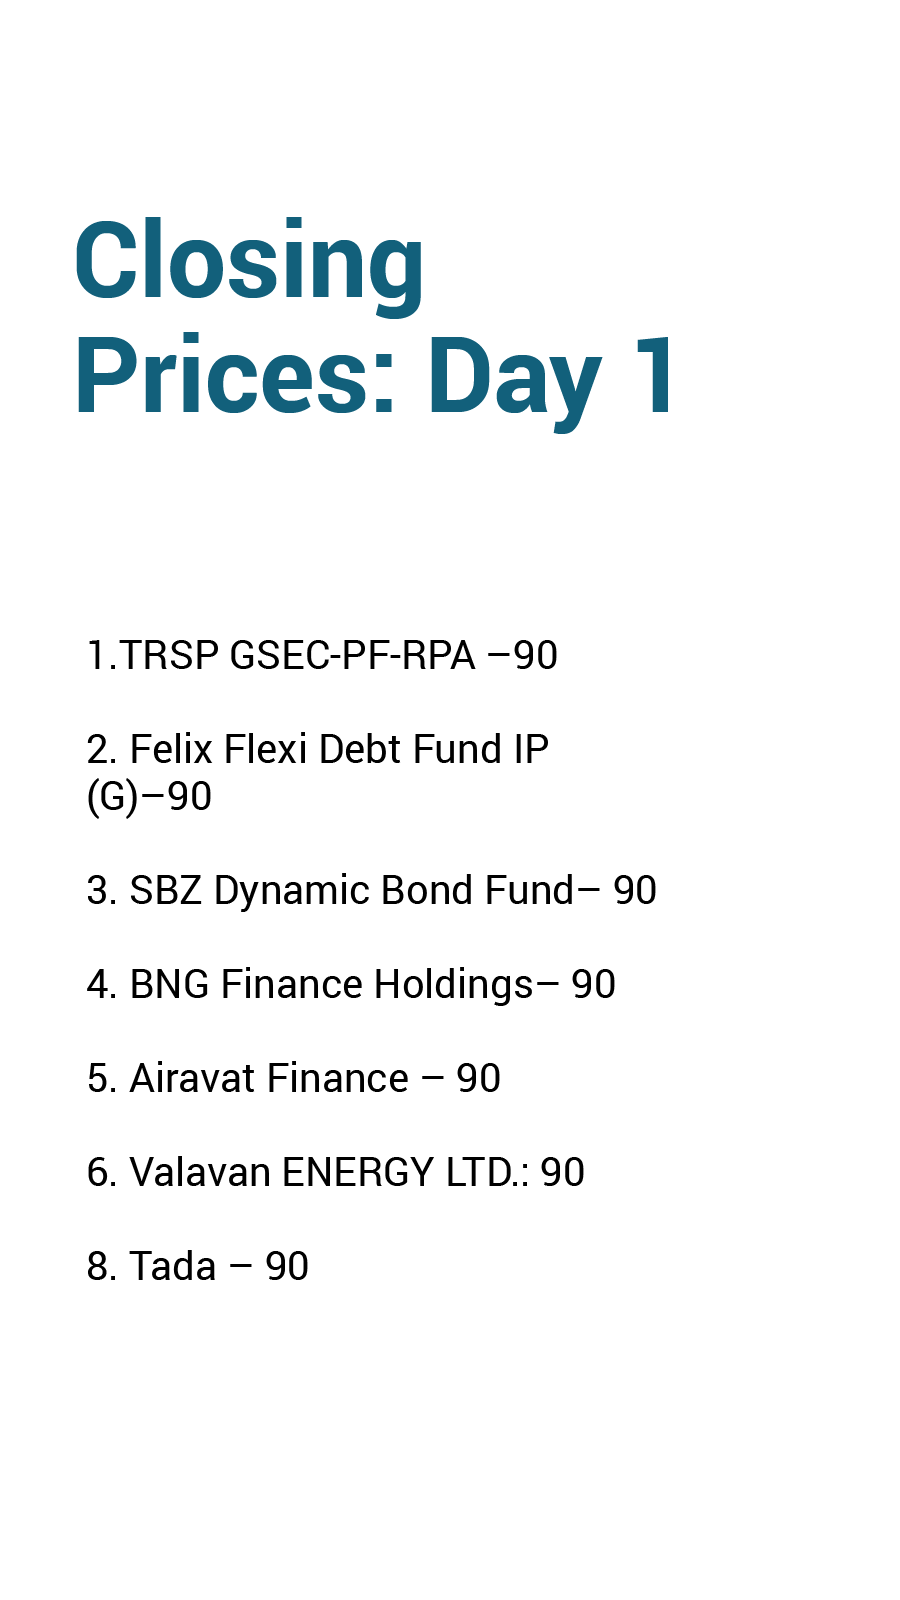 Closing
Prices: Day 1
1.TRSP GSEC-PF-RPA –90
2. Felix Flexi Debt Fund IP
(G)–90
3. SBZ Dynamic Bond Fund– 90
4. BNG Finance Holdings– 90
5. Airavat Finance – 90
6. Valavan ENERGY LTD.: 90
8. Tada – 90